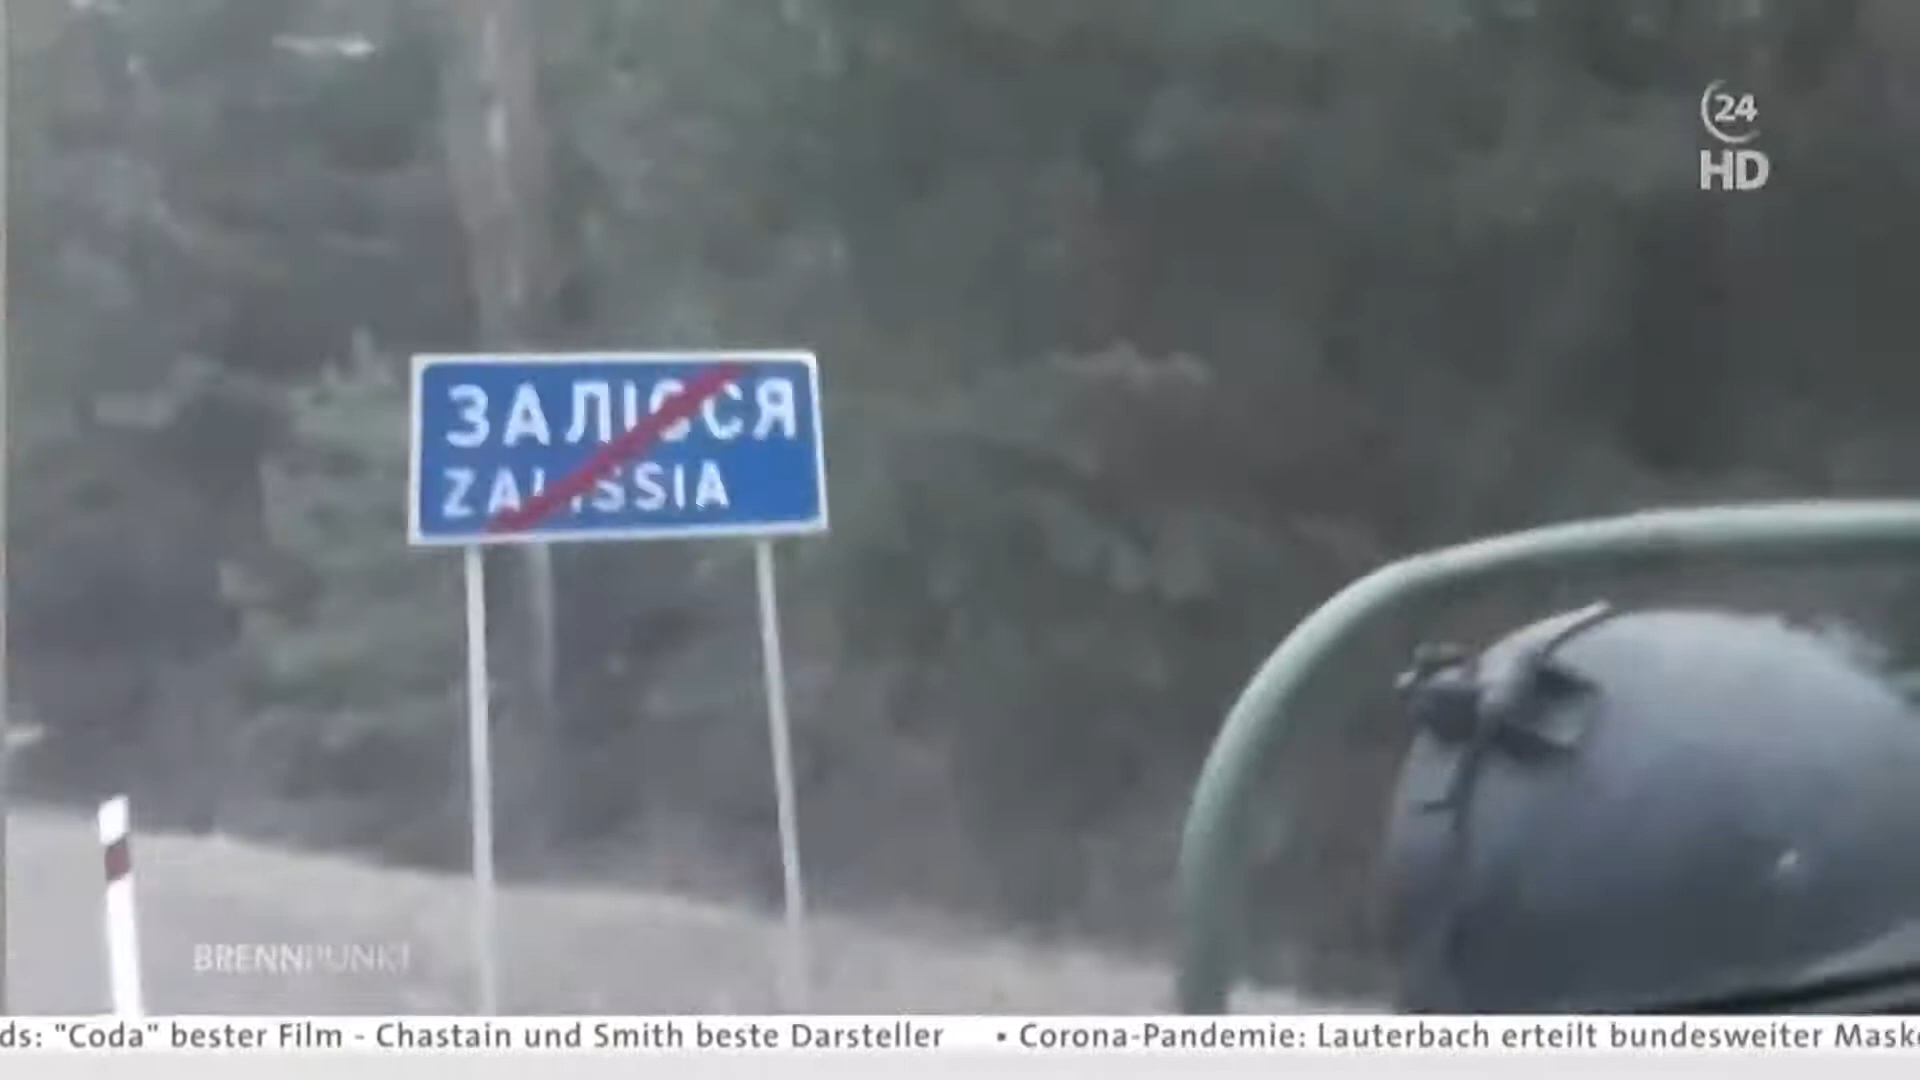 24
HD
ЗАЛІССЯ
ZALISSIA
BRENNPUNKT
ds: "Coda" bester Film - Chastain und Smith beste Darsteller • Corona-Pandemie: Lauterbach erteilt bundesweiter Mask